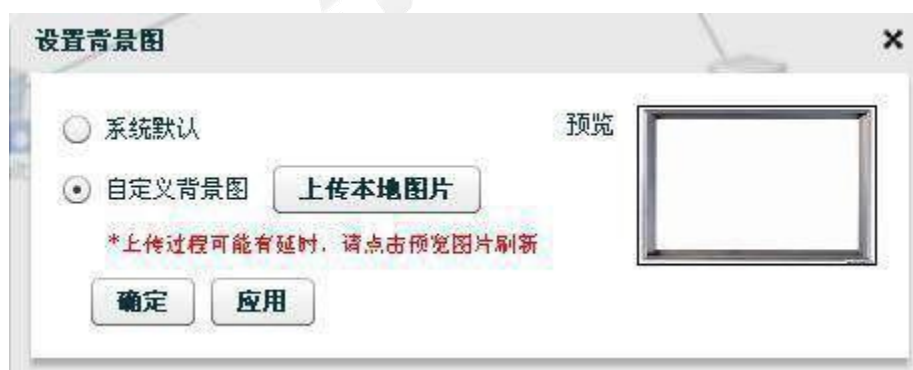 设置背景图
系统默认
预览
自定义背景图 上传本地图片
*上传过程可能有延时，请点击预览图片刷新
确定 应用